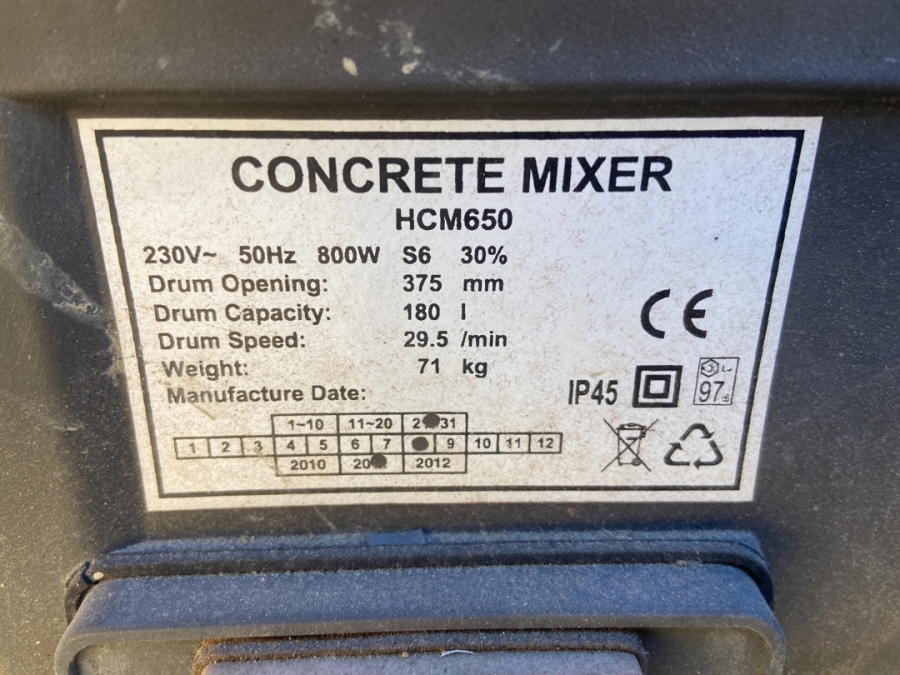 CONCRETE MIXER
HCM650
230V~ 50Hz 800W S6 30%
Drum Opening: 375 mm
Drum Capacity: 180 l
Drum Speed: 29.5 /min
Weight: 71 kg
Manufacture Date:
CE
IP45
97
1~10 11~20 31
1 2 3 4 5 6 7 9 10 11 12
2010 2012